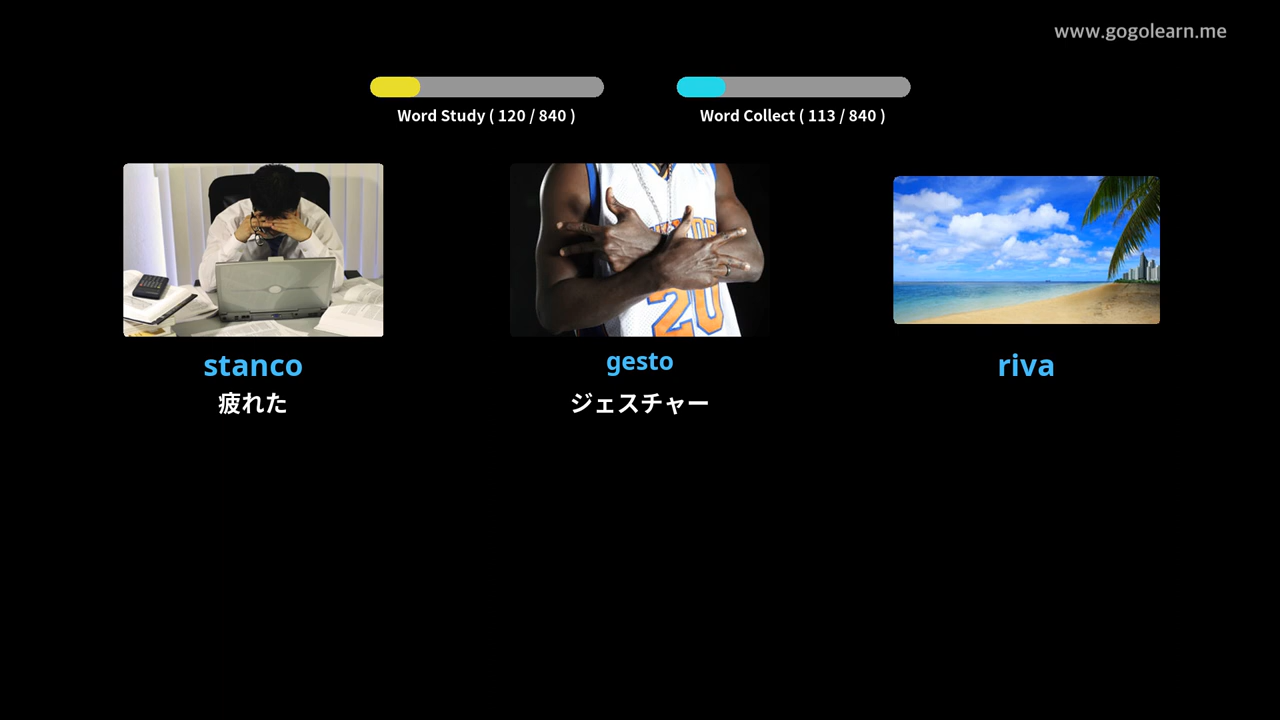 www.gogolearn.me
Word Study ( 120 / 840 )
Word Collect ( 113 / 840 )
stanco
疲れた
20
gesto
ジェスチャー
riva